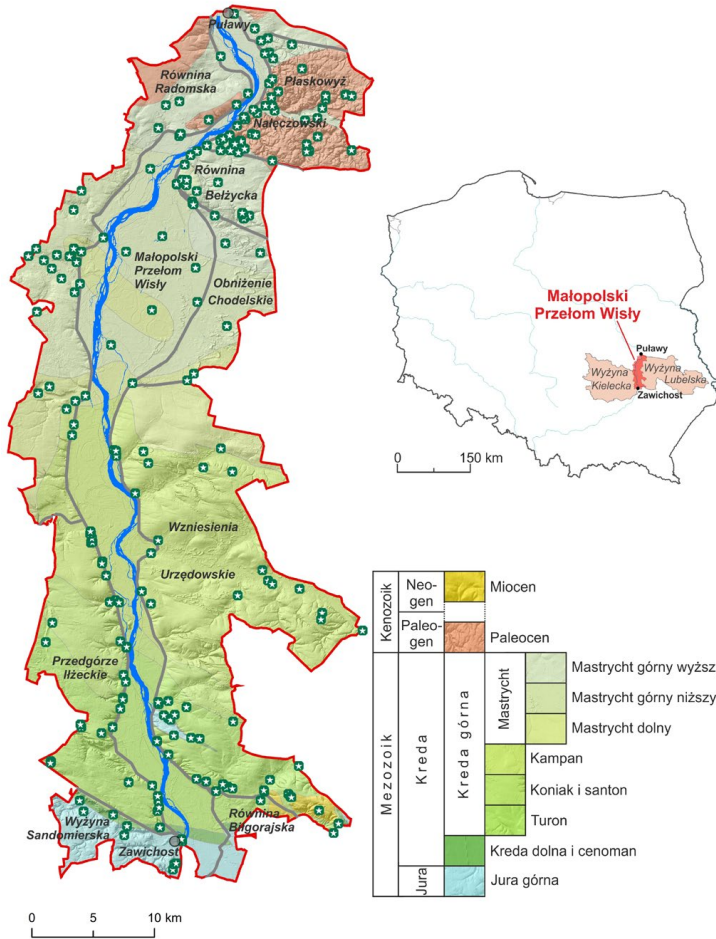 Puławy
Równina
Radomska
Płaskowyż
Nałęczowski
Równina
Bełżycka
Małopolski
Przełom
Wisły
Obniżenie
Chodelskie
Wzniesienia
Urzędowskie
Przedgórze
Iłżeckie
Wyżyna
Sandomierska
Zawichost
Równina
Biłgorajska
0 5 10 km
Małopolski
Przełom Wisły
Puławy
Wyżyna
Kielecka
Wyżyna
Lubelska
Zawichost
0 150 km
Kenozoik
Neo-
gen
Miocen
Paleo-
gen
Paleocen
Mezozoik
Kreda
Kreda górna
Mastrycht
Mastrycht górny wyższ
Mastrycht górny niższy
Mastrycht dolny
Kampan
Koniak i santon
Turon
Kreda dolna i cenoman
Jura
Jura górna